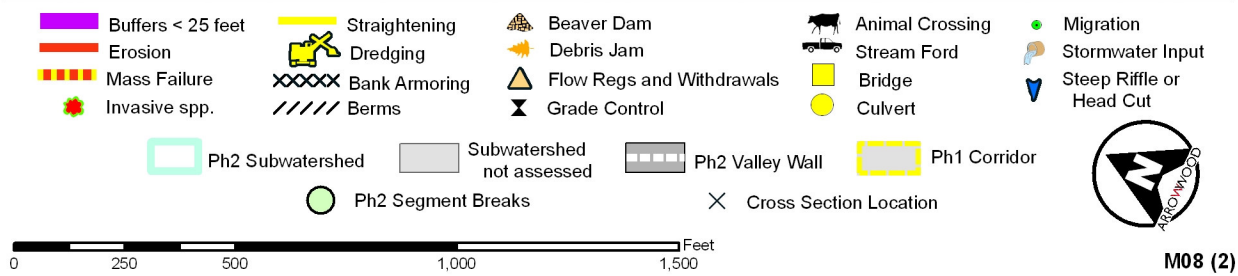 Buffers < 25 feet
Erosion
Mass Failure
Invasive spp.
Straightening
Dredging
Bank Armoring
Berms
Beaver Dam
Debris Jam
Flow Regs and Withdrawals
Grade Control
Animal Crossing
Stream Ford
Bridge
Culvert
Migration
Stormwater Input
Steep Riffle or
Head Cut
Ph2 Subwatershed
Subwatershed
not assessed
Ph2 Valley Wall
Ph1 Corridor
Ph2 Segment Breaks
Cross Section Location
N
ARROWWOOD
Feet
0 250 500 1,000 1,500
M08 (2)